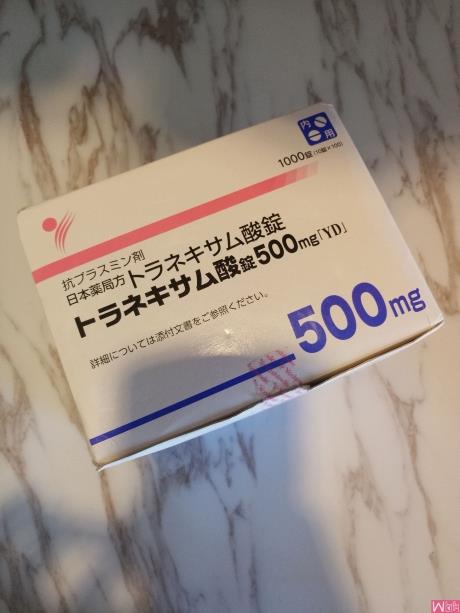 内用
1000錠(10錠×100)
抗プラスミン剤
日本薬局方トラネキサム酸錠
トラネキサム酸錠500mg「YD」
詳細については添付文書をご参照ください。
500mg